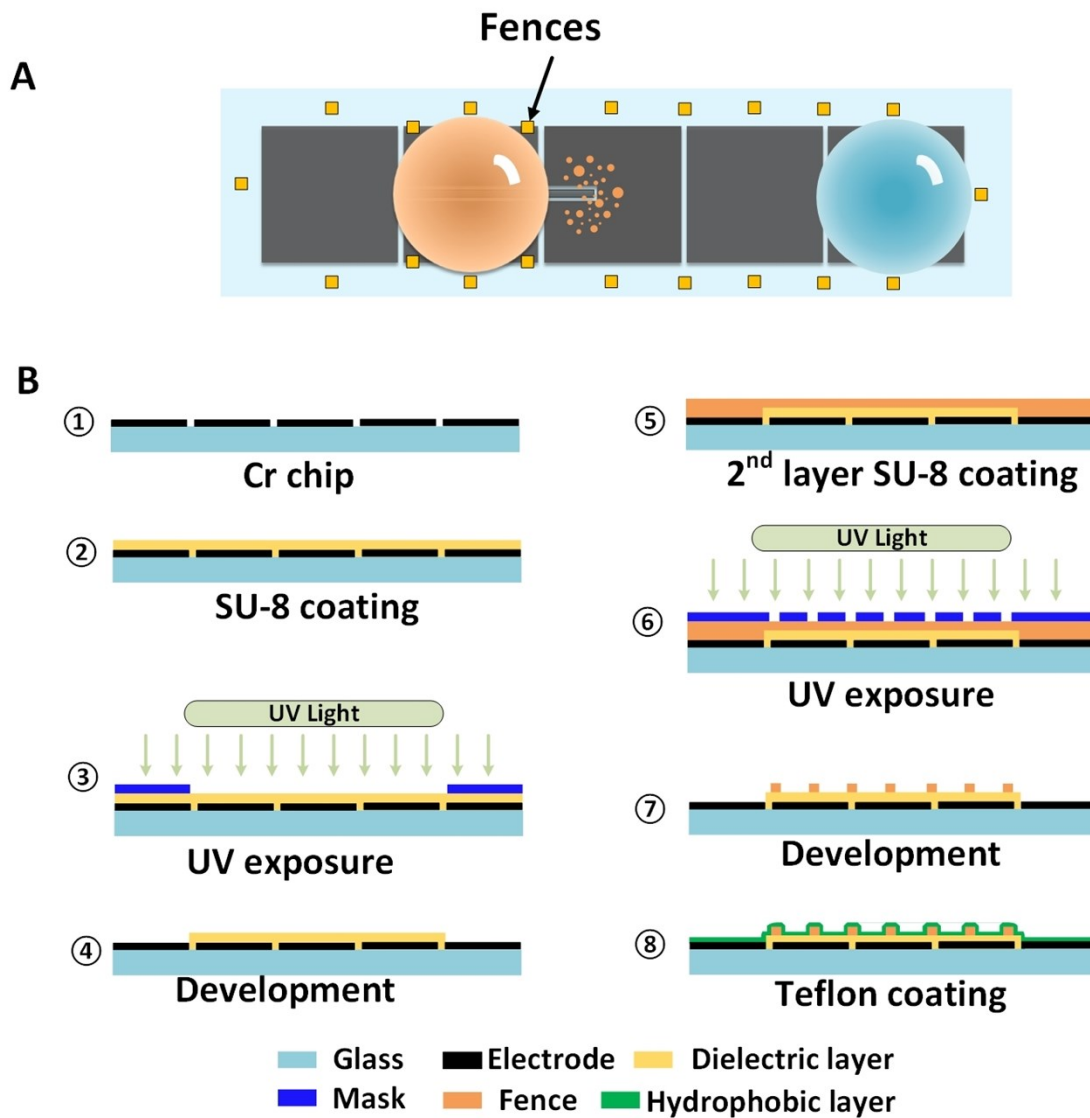 Fences
A
B
①
Cr chip
②
SU-8 coating
UV Light
③
UV exposure
④
Development
⑤
2nd layer SU-8 coating
UV Light
⑥
UV exposure
⑦
Development
⑧
Teflon coating
Glass Electrode Dielectric layer
Mask Fence Hydrophobic layer